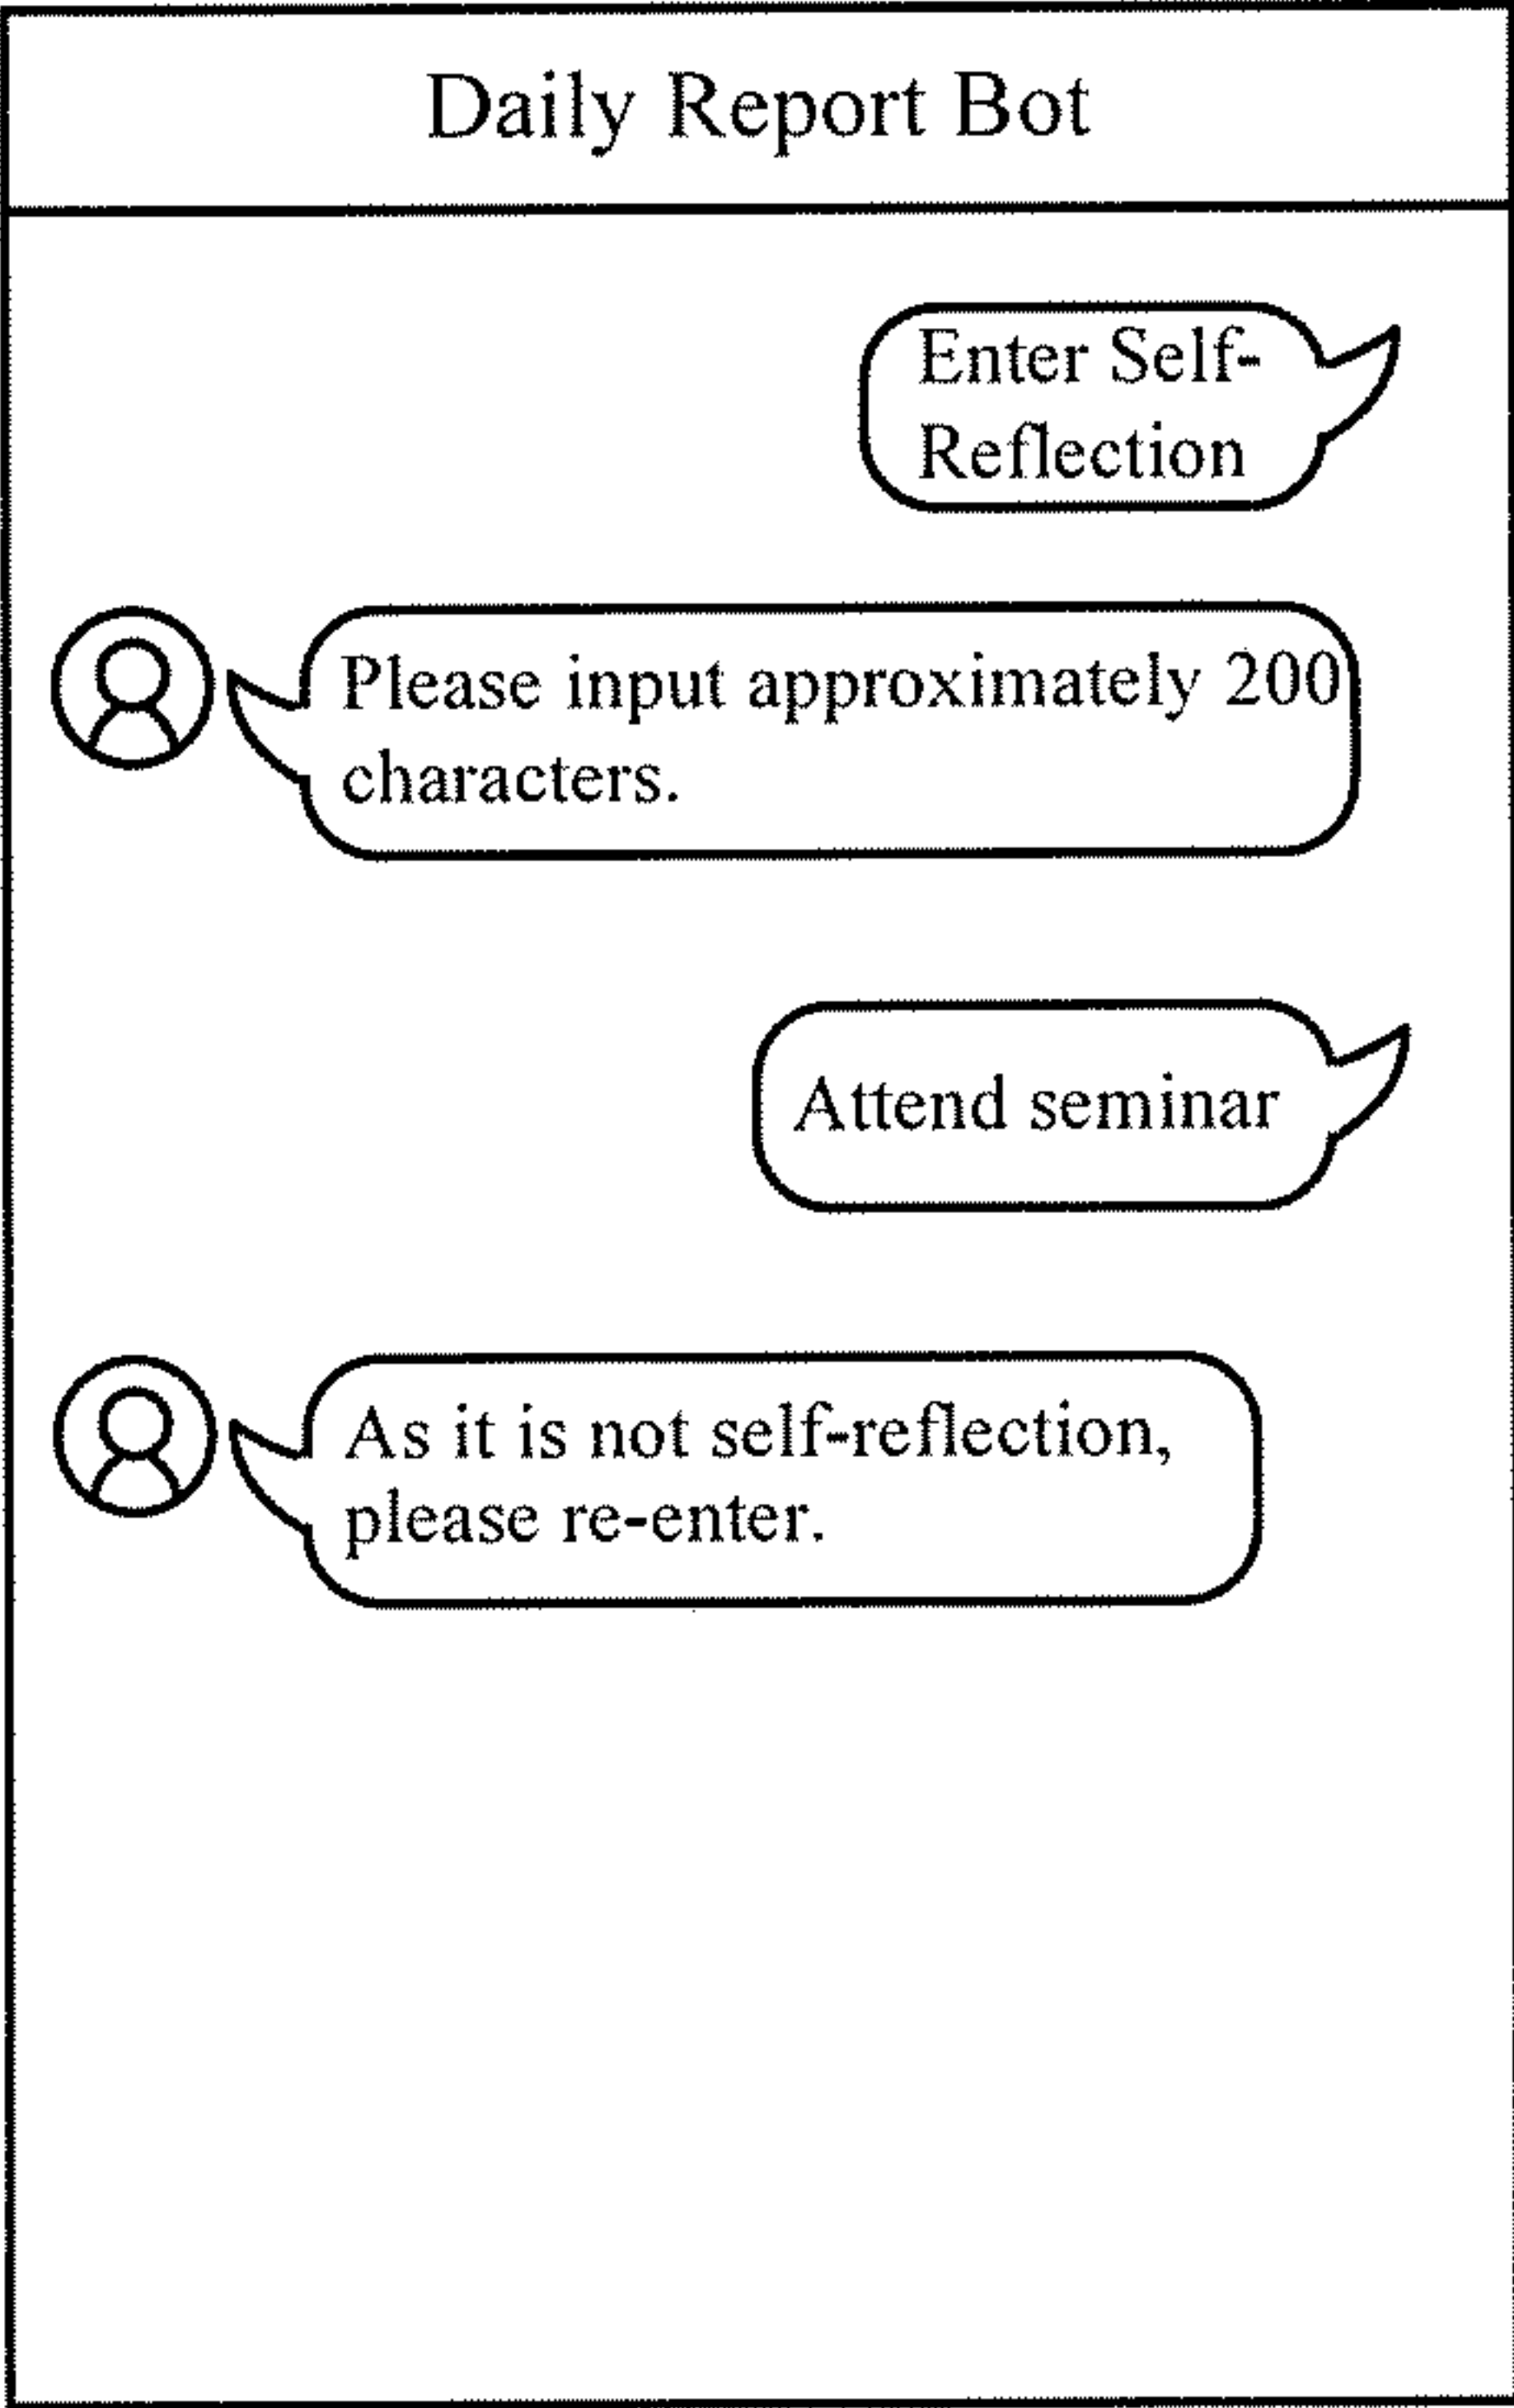 Daily Report Bot
Enter Self-
Reflection
Please input approximately 200
characters.
Attend seminar
As it is not self-reflection,
please re-enter.